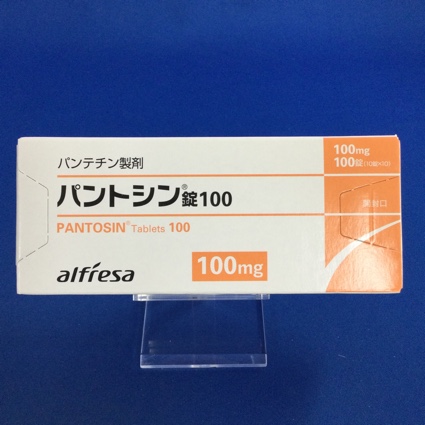 パンテチン製剤
パントシン®錠100
PANTOSIN® Tablets 100
alfresa
100mg
100mg
100錠(10錠×10)
開封口